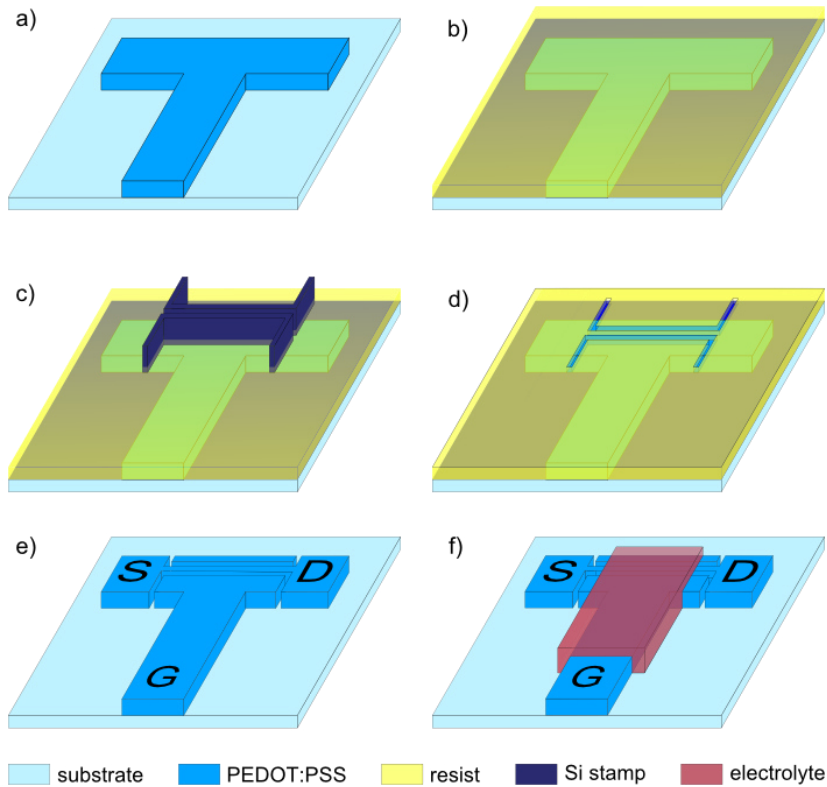 a)
b)
c)
d)
e)
S
D
G
f)
S
D
G
substrate
PEDOT:PSS
resist
Si stamp
electrolyte